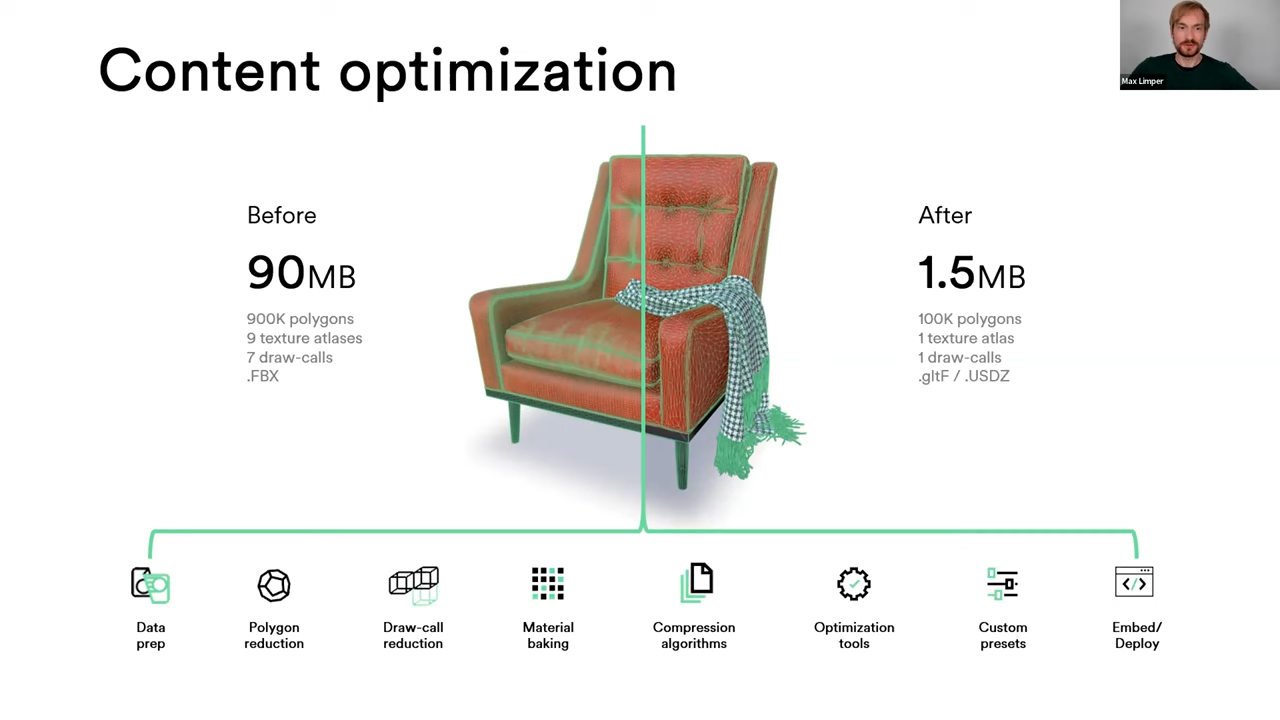 Content optimization
Max Limper
Before
90MB
900K polygons
9 texture atlases
7 draw-calls
.FBX
After
1.5MB
100K polygons
1 texture atlas
1 draw-calls
.gltF / .USDZ
Data
prep
Polygon
reduction
Draw-call
reduction
Material
baking
Compression
algorithms
Optimization
tools
Custom
presets
Embed/
Deploy